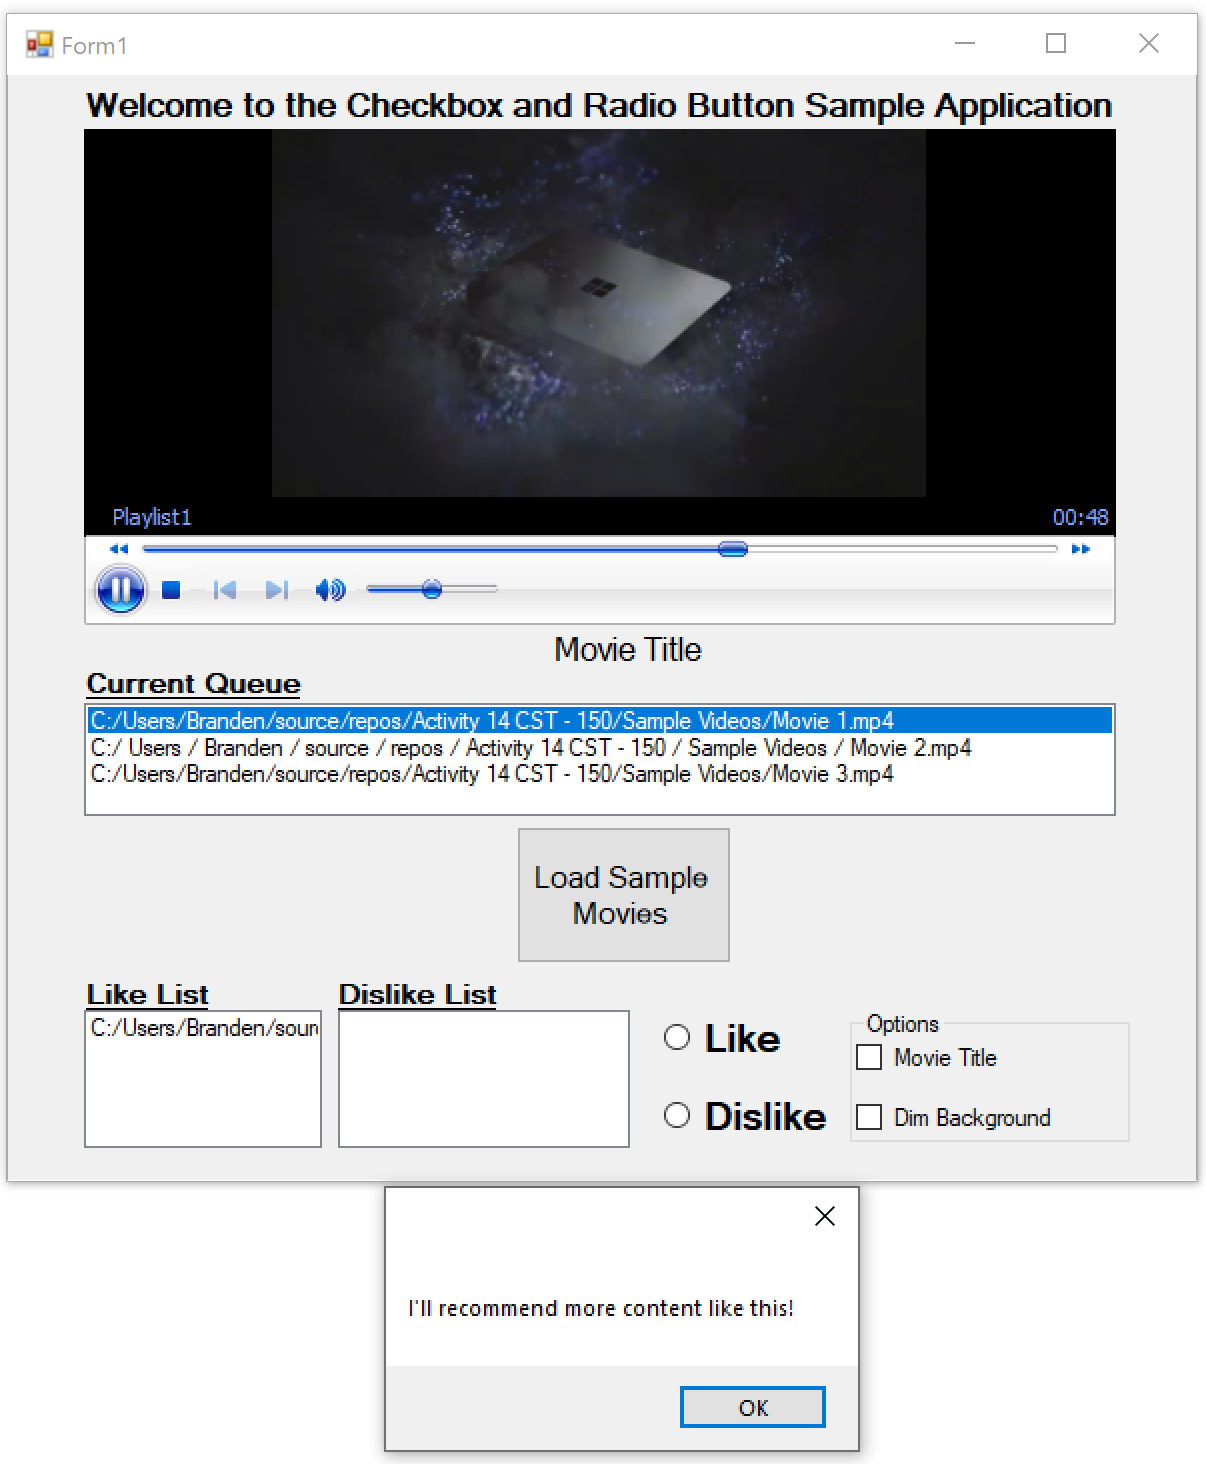 Form1
Welcome to the Checkbox and Radio Button Sample Application
Playlist1
00:48
Movie Title
Current Queue
C:/Users/Branden/source/repos/Activity 14 CST - 150/Sample Videos/Movie 1.mp4
C:/ Users / Branden / source / repos / Activity 14 CST - 150 / Sample Videos / Movie 2.mp4
C:/Users/Branden/source/repos/Activity 14 CST - 150/Sample Videos/Movie 3.mp4
Load Sample
Movies
Like List
Dislike List
C:/Users/Branden/sour
Like
Dislike
Options
Movie Title
Dim Background
I'll recommend more content like this!
OK